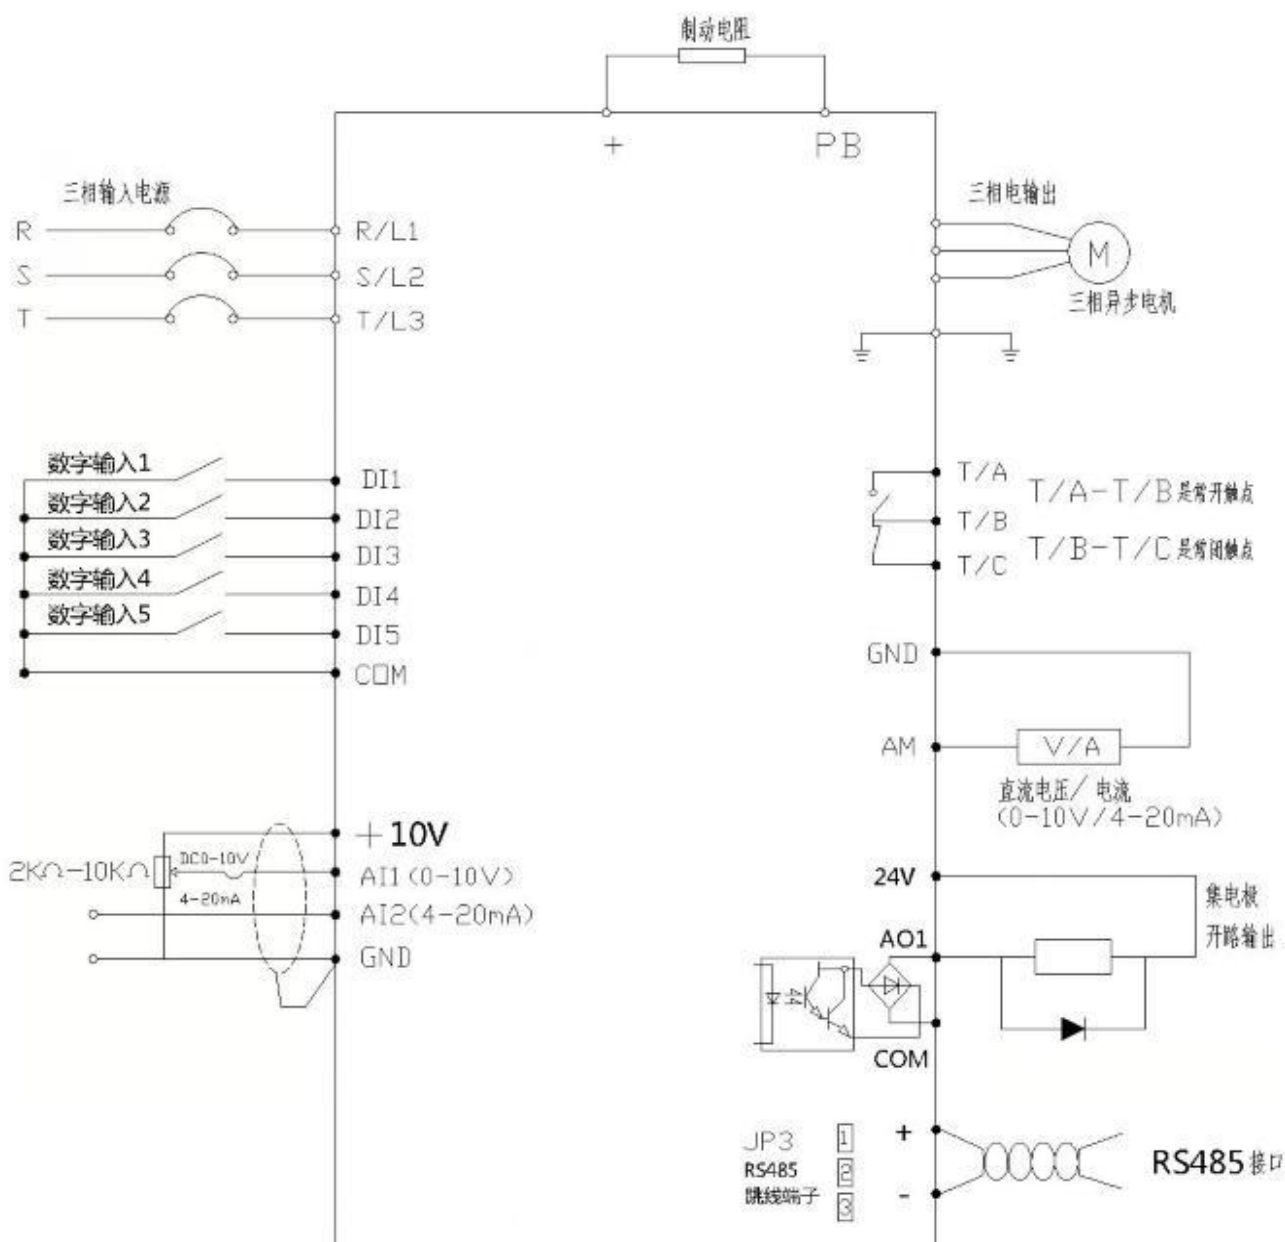 制动电阻
+
PB
三相输入电源
R
R/L1
S
S/L2
T
T/L3
三相电输出
M
三相异步电机
数字输入1
DI1
数字输入2
DI2
数字输入3
DI3
数字输入4
DI4
数字输入5
DI5
COM
T/A
T/A-T/B是常开触点
T/B
T/B-T/C是常闭触点
T/C
GND
AM
V/A
直流电压/电流
(0-10V/4-20mA)
+10V
2KΩ-10KΩ
DC0-10V
AI1(0-10V)
4-20mA
AI2(4-20mA)
GND
24V
集电极
开路输出
AO1
COM
JP3
1
+
RS485
2
跳线端子
3
-
RS485接口